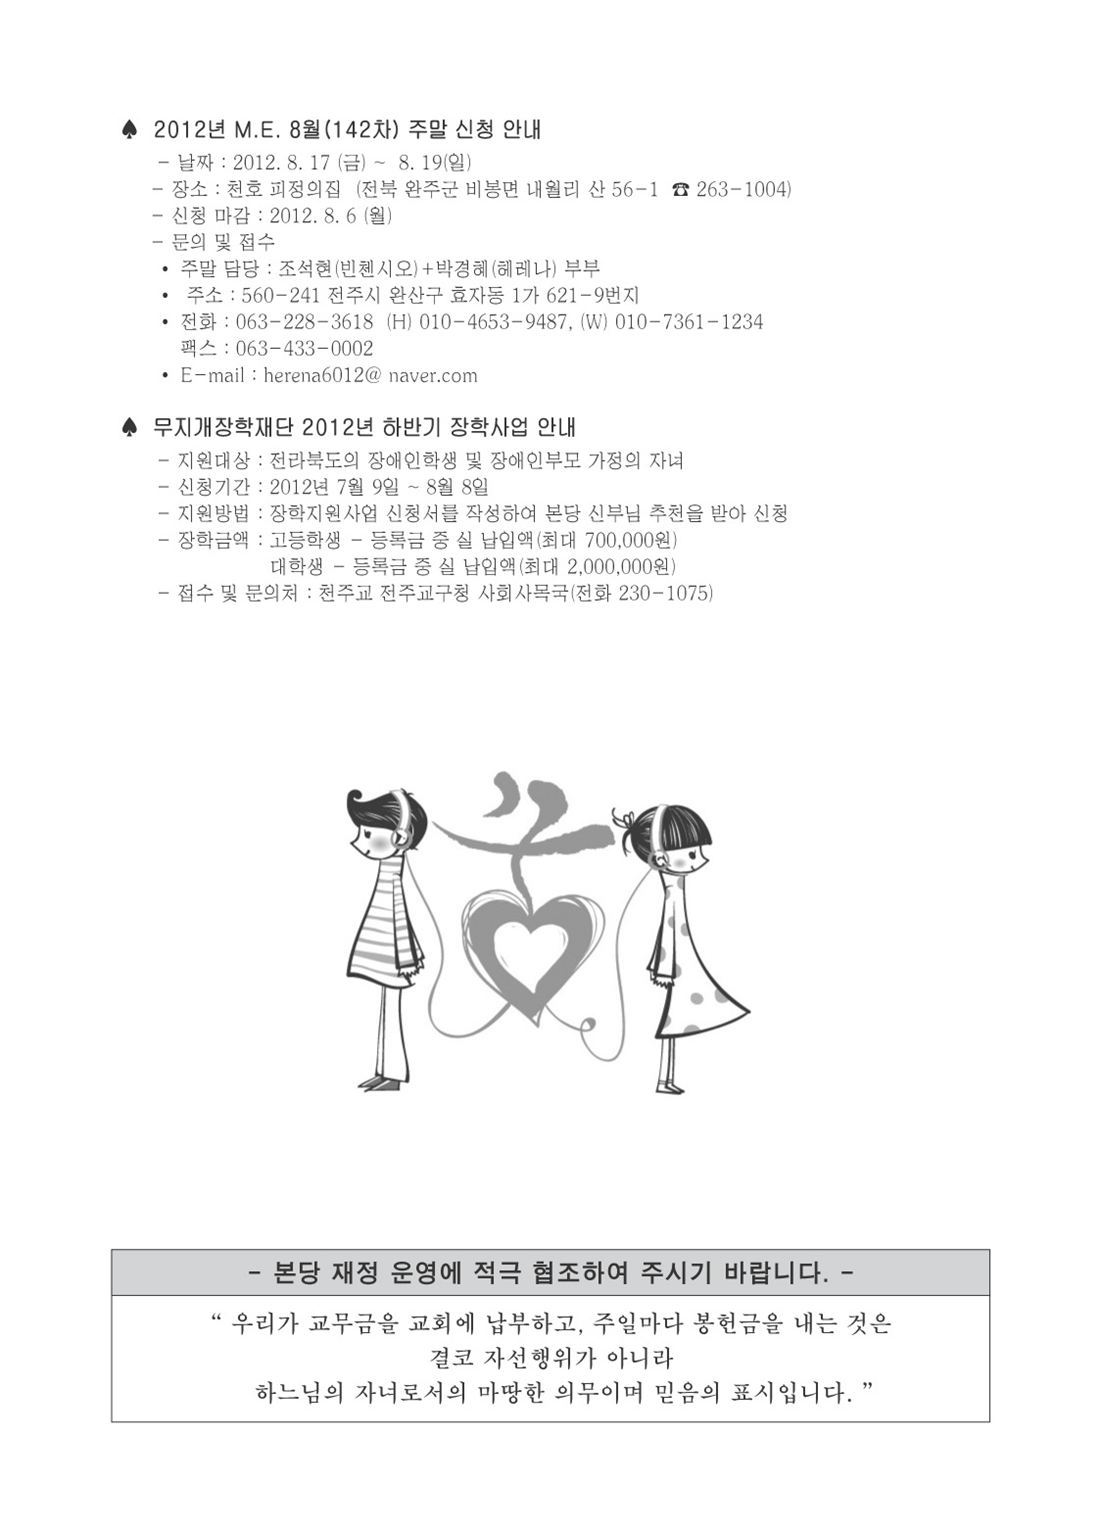 ♠ 2012년 M.E. 8월(142차) 주말 신청 안내
- 날짜 : 2012. 8. 17 (금) ~ 8. 19(일)
- 장소 : 천호 피정의집 (전북 완주군 비봉면 내월리 산 56-1 ☎ 263-1004)
- 신청 마감 : 2012. 8. 6 (월)
- 문의 및 접수
• 주말 담당 : 조석현(빈첸시오)+박경혜(헤레나) 부부
• 주소 : 560-241 전주시 완산구 효자동 1가 621-9번지
• 전화 : 063-228-3618 (H) 010-4653-9487, (W) 010-7361-1234
팩스 : 063-433-0002
• E-mail : herena6012@ naver.com
♠ 무지개장학재단 2012년 하반기 장학사업 안내
- 지원대상 : 전라북도의 장애인학생 및 장애인부모 가정의 자녀
- 신청기간 : 2012년 7월 9일 ~ 8월 8일
- 지원방법 : 장학지원사업 신청서를 작성하여 본당 신부님 추천을 받아 신청
- 장학금액 : 고등학생 - 등록금 중 실 납입액(최대 700,000원)
대학생 - 등록금 중 실 납입액(최대 2,000,000원)
- 접수 및 문의처 : 천주교 전주교구청 사회사목국(전화 230-1075)
- 본당 재정 운영에 적극 협조하여 주시기 바랍니다. -
“ 우리가 교무금을 교회에 납부하고, 주일마다 봉헌금을 내는 것은
결코 자선행위가 아니라
하느님의 자녀로서의 마땅한 의무이며 믿음의 표시입니다. ”